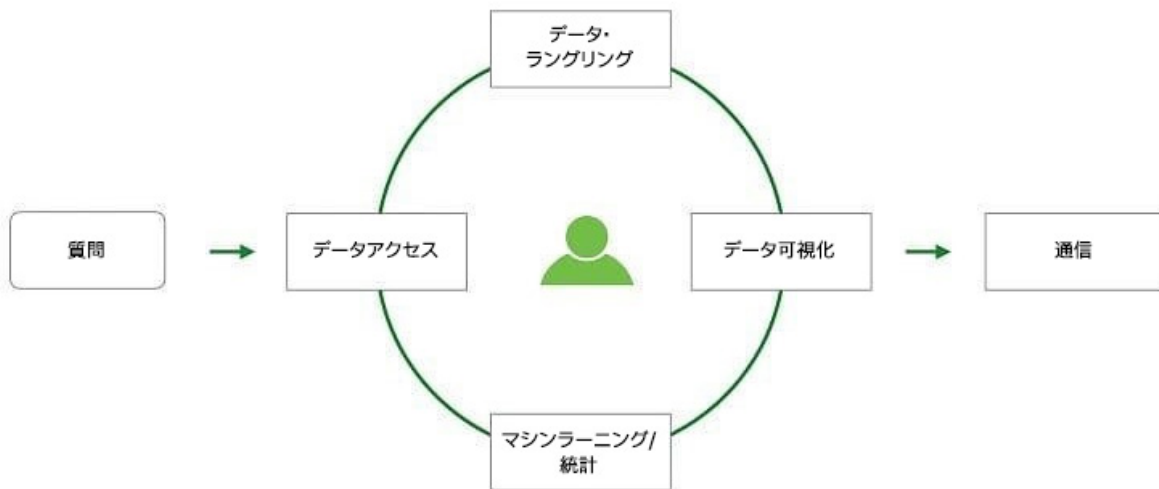 データ・
ラングリング
質問
データアクセス
データ可視化
通信
マシンラーニング/
統計